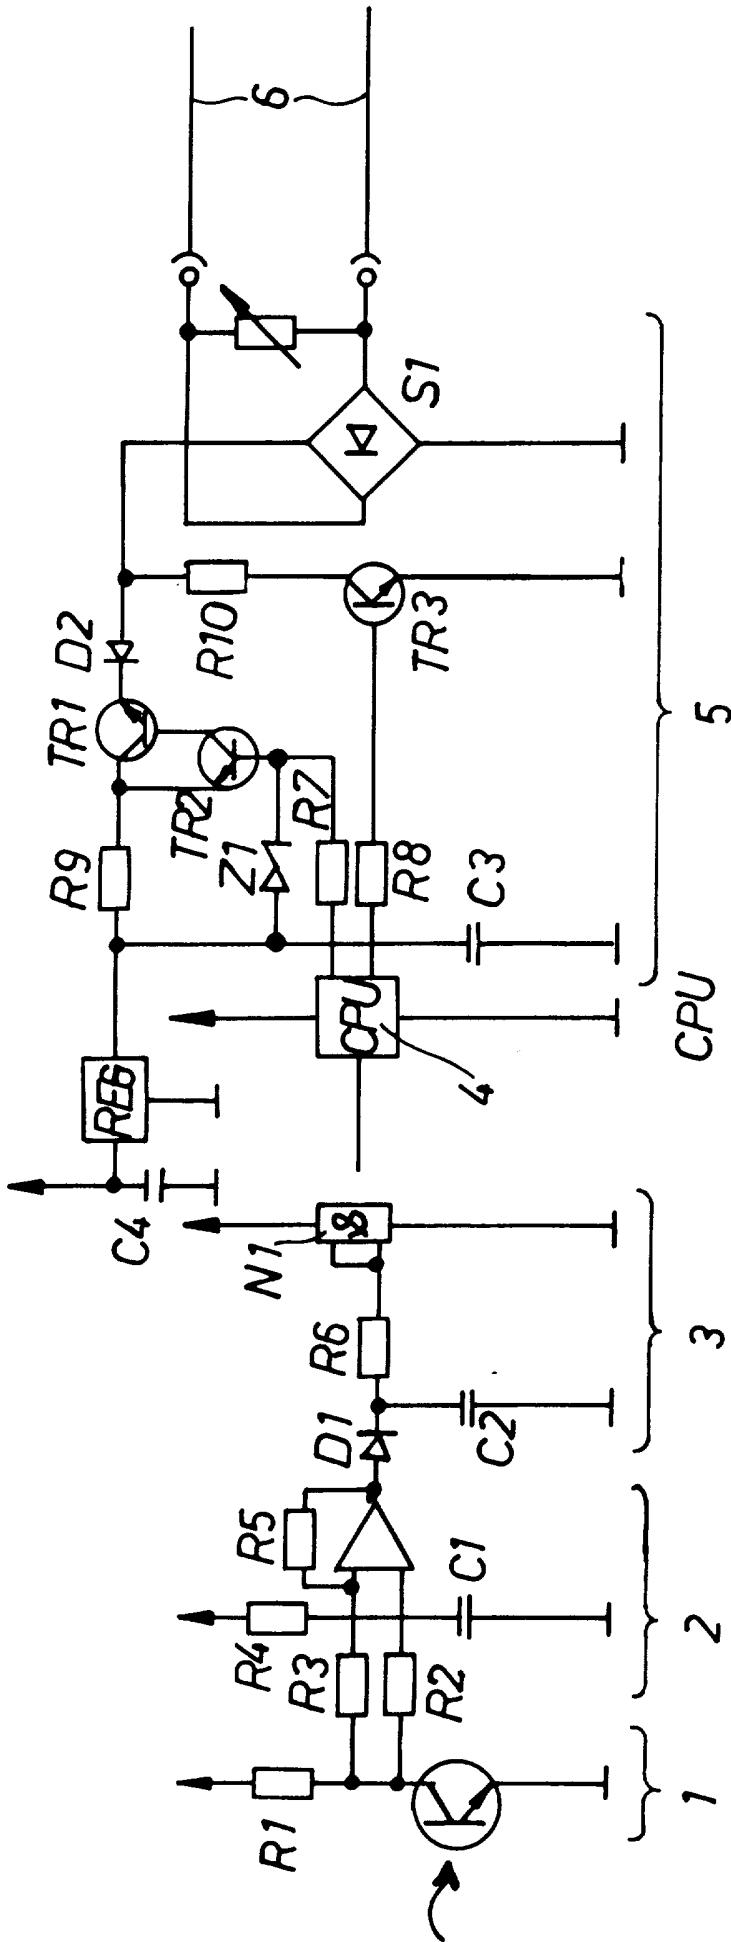 R1
1
R4
R3
R2
R5
C1
2
D1
C2
R6
N1
&
3
C4
REG
CPU
4
CPU
R9
Z1
R7
R8
C3
TR1
TR2
D2
R10
TR3
5
S1
6